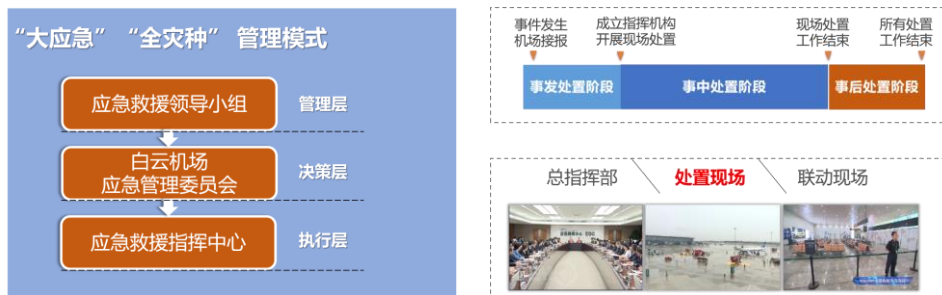 “大应急”“全灾种”管理模式
应急救援领导小组
管理层
白云机场
应急管理委员会
决策层
应急救援指挥中心
执行层
事件发生
机场接报
成立指挥机构
开展现场处置
现场处置
工作结束
所有处置
工作结束
事发处置阶段
事中处置阶段
事后处置阶段
总指挥部
处置现场
联动现场